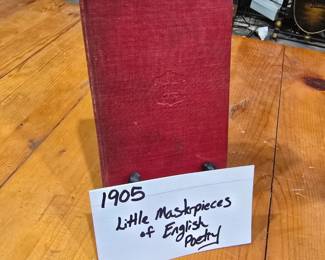 1905
Little Masterpieces
of English
Poetry